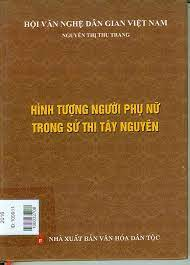 HỘI VĂN NGHỆ DÂN GIAN VIỆT NAM
NGUYỄN THỊ THU TRANG
HÌNH TƯỢNG NGƯỜI PHỤ NỮ
TRONG SỬ THI TÂY NGUYÊN
NHÀ XUẤT BẢN VĂN HÓA DÂN TỘC